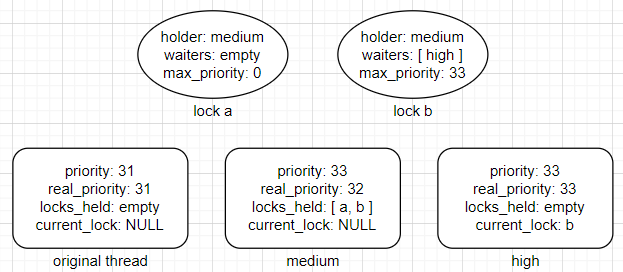 holder: medium
waiters: empty
max_priority: 0
lock a
holder: medium
waiters: [ high ]
max_priority: 33
lock b
priority: 31
real_priority: 31
locks_held: empty
current_lock: NULL
original thread
priority: 33
real_priority: 32
locks_held: [ a, b ]
current_lock: NULL
medium
priority: 33
real_priority: 33
locks_held: empty
current_lock: b
high